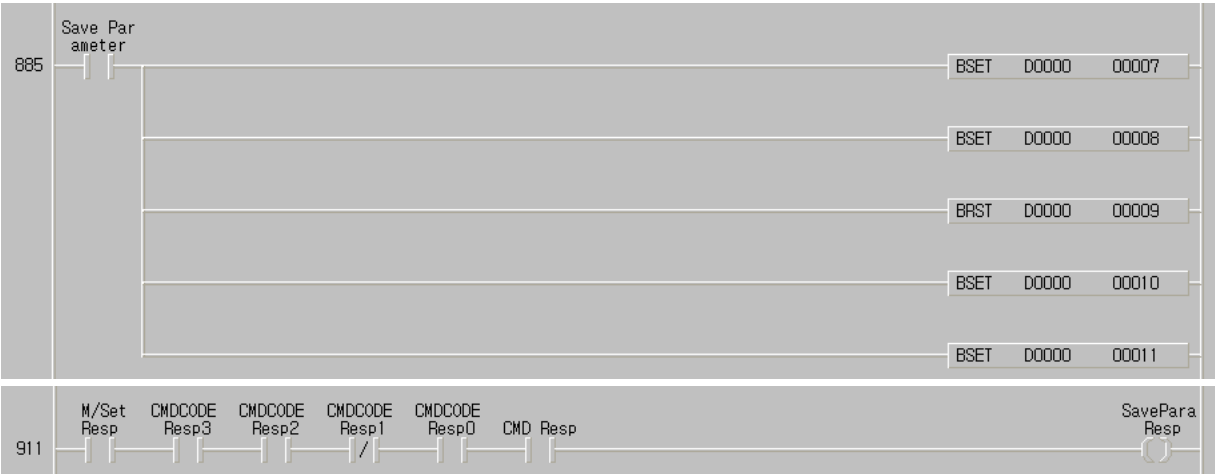 Save Par
ameter
885
BSET D0000 00007
BSET D0000 00008
BRST D0000 00009
BSET D0000 00010
BSET D0000 00011
M/Set CMDCODE CMDCODE CMDCODE CMDCODE SavePara
Resp Resp3 Resp2 Resp1 Resp0 CMD Resp Resp
911